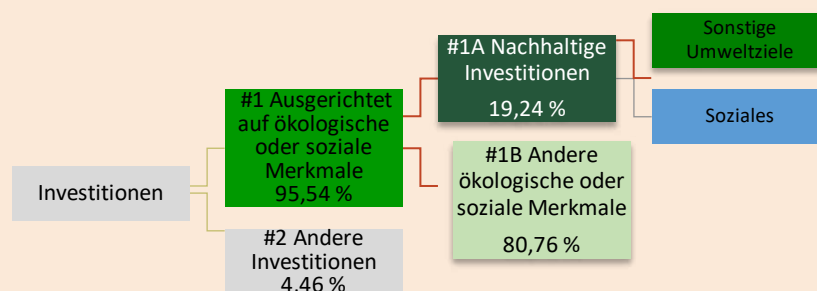 Investitionen
#1 Ausgerichtet
auf ökologische
oder soziale
Merkmale
95,54 %
#2 Andere
Investitionen
4,46 %
#1A Nachhaltige
Investitionen
19,24 %
#1B Andere
ökologische oder
soziale Merkmale
80,76 %
Sonstige
Umweltziele
Soziales